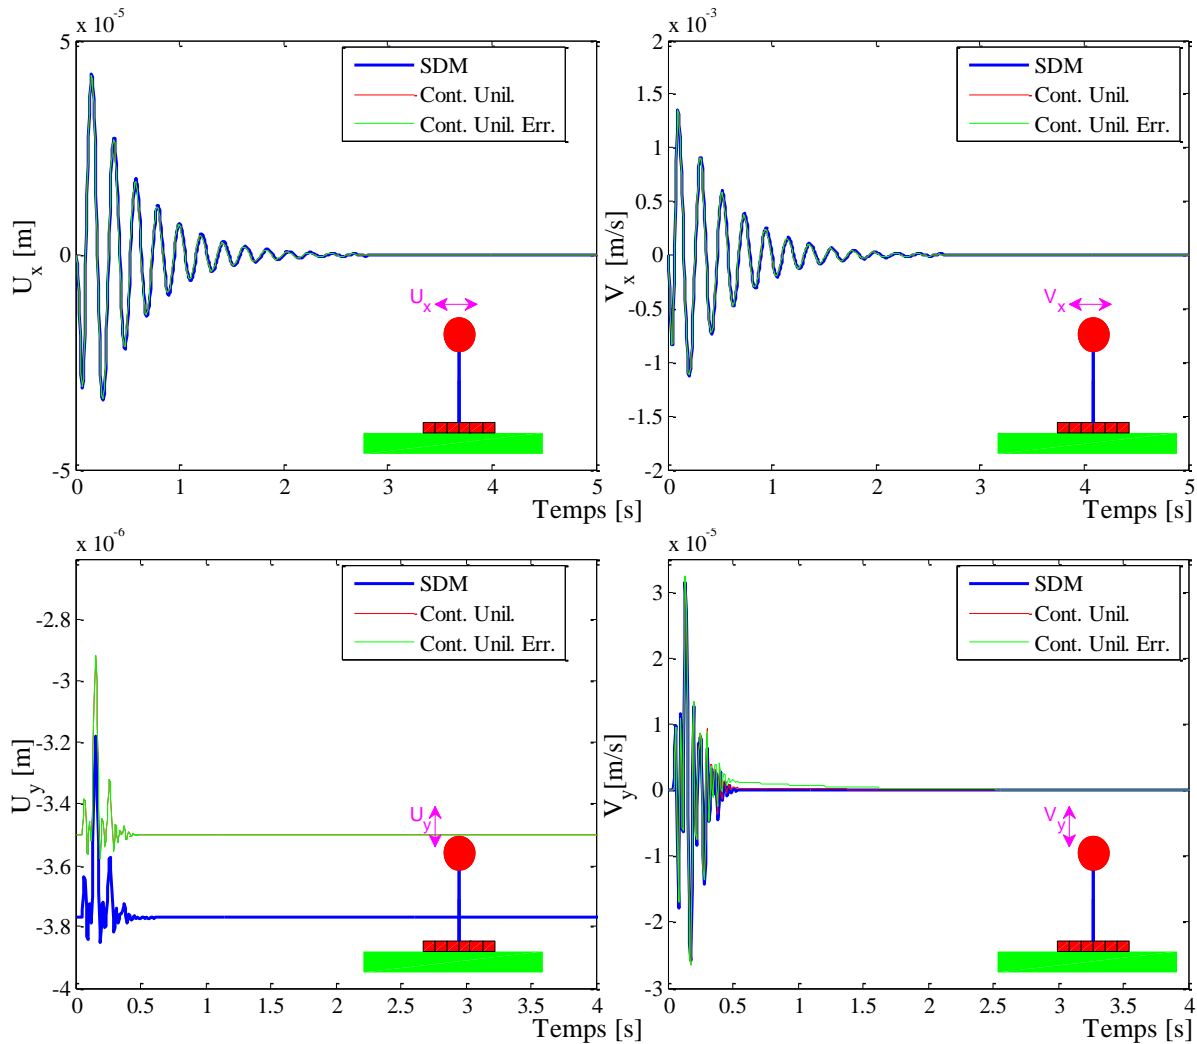 x 10^-5
5
0
-5
U_x [m]
0 1 2 3 4 5
Temps [s]
SDM
Cont. Unil.
Cont. Unil. Err.
U_x
x 10^-3
2
1.5
1
0.5
0
-0.5
-1
-1.5
-2
V_x [m/s]
0 1 2 3 4 5
Temps [s]
SDM
Cont. Unil.
Cont. Unil. Err.
V_x
x 10^-6
-2.8
-3
-3.2
-3.4
-3.6
-3.8
-4
U_y [m]
0 0.5 1 1.5 2 2.5 3 3.5 4
Temps [s]
SDM
Cont. Unil.
Cont. Unil. Err.
U_y
x 10^-5
3
2
1
0
-1
-2
-3
V_y[m/s]
0 0.5 1 1.5 2 2.5 3 3.5 4
Temps [s]
SDM
Cont. Unil.
Cont. Unil. Err.
V_y